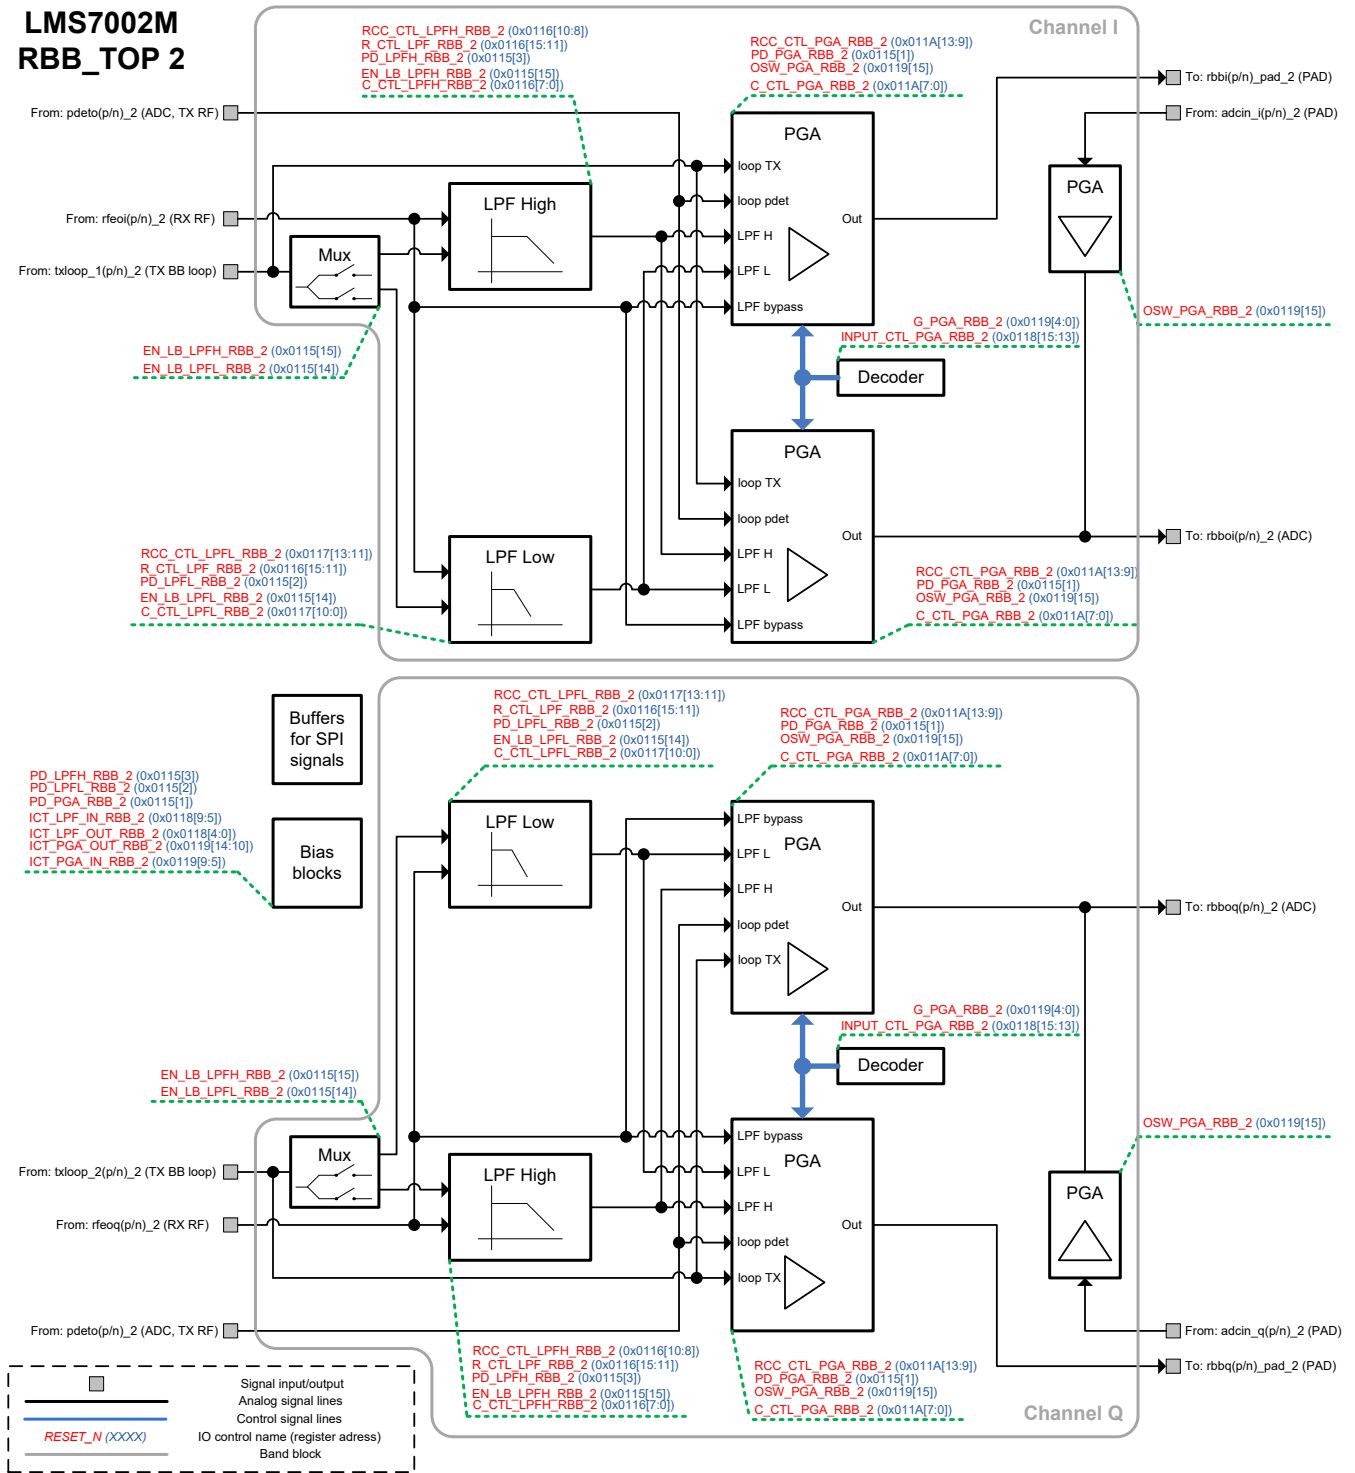 LMS7002M
RBB_TOP 2
Channel I
RCC_CTL_LPFH_RBB_2 (0x0116[10:8])
R_CTL_LPF_RBB_2 (0x0116[15:11])
PD_LPFH_RBB_2 (0x0115[3])
EN_LB_LPFH_RBB_2 (0x0115[15])
C_CTL_LPFH_RBB_2 (0x0116[7:0])
RCC_CTL_PGA_RBB_2 (0x011A[13:9])
PD_PGA_RBB_2 (0x0115[1])
OSW_PGA_RBB_2 (0x0119[15])
C_CTL_PGA_RBB_2 (0x011A[7:0])
To: rbbi(p/n)_pad_2 (PAD)
From: pdeto(p/n)_2 (ADC, TX RF)
From: adcin_i(p/n)_2 (PAD)
PGA
loop TX
loop pdet
LPF H
LPF L
LPF bypass
Out
PGA
LPF High
From: rfeoi(p/n)_2 (RX RF)
Mux
From: txloop_1(p/n)_2 (TX BB loop)
OSW_PGA_RBB_2 (0x0119[15])
G_PGA_RBB_2 (0x0119[4:0])
INPUT_CTL_PGA_RBB_2 (0x0118[15:13])
Decoder
EN_LB_LPFH_RBB_2 (0x0115[15])
EN_LB_LPFL_RBB_2 (0x0115[14])
PGA
loop TX
loop pdet
LPF H
LPF L
LPF bypass
Out
To: rbboi(p/n)_2 (ADC)
LPF Low
RCC_CTL_LPFL_RBB_2 (0x0117[13:11])
R_CTL_LPF_RBB_2 (0x0116[15:11])
PD_LPFL_RBB_2 (0x0115[2])
EN_LB_LPFL_RBB_2 (0x0115[14])
C_CTL_LPFL_RBB_2 (0x0117[10:0])
RCC_CTL_PGA_RBB_2 (0x011A[13:9])
PD_PGA_RBB_2 (0x0115[1])
OSW_PGA_RBB_2 (0x0119[15])
C_CTL_PGA_RBB_2 (0x011A[7:0])
Buffers
for SPI
signals
RCC_CTL_LPFL_RBB_2 (0x0117[13:11])
R_CTL_LPF_RBB_2 (0x0116[15:11])
PD_LPFL_RBB_2 (0x0115[2])
EN_LB_LPFL_RBB_2 (0x0115[14])
C_CTL_LPFL_RBB_2 (0x0117[10:0])
RCC_CTL_PGA_RBB_2 (0x011A[13:9])
PD_PGA_RBB_2 (0x0115[1])
OSW_PGA_RBB_2 (0x0119[15])
C_CTL_PGA_RBB_2 (0x011A[7:0])
PD_LPFH_RBB_2 (0x0115[3])
PD_LPFL_RBB_2 (0x0115[2])
PD_PGA_RBB_2 (0x0115[1])
ICT_LPF_IN_RBB_2 (0x0118[9:5])
ICT_LPF_OUT_RBB_2 (0x0118[4:0])
ICT_PGA_OUT_RBB_2 (0x0119[14:10])
ICT_PGA_IN_RBB_2 (0x0119[9:5])
Bias
blocks
LPF Low
LPF bypass
PGA
LPF L
LPF H
Out
loop pdet
loop TX
To: rbboq(p/n)_2 (ADC)
G_PGA_RBB_2 (0x0119[4:0])
INPUT_CTL_PGA_RBB_2 (0x0118[15:13])
Decoder
EN_LB_LPFH_RBB_2 (0x0115[15])
EN_LB_LPFL_RBB_2 (0x0115[14])
OSW_PGA_RBB_2 (0x0119[15])
Mux
From: txloop_2(p/n)_2 (TX BB loop)
From: rfeoq(p/n)_2 (RX RF)
LPF High
LPF bypass
PGA
LPF L
LPF H
Out
loop pdet
loop TX
PGA
From: pdeto(p/n)_2 (ADC, TX RF)
From: adcin_q(p/n)_2 (PAD)
To: rbbq(p/n)_pad_2 (PAD)
RCC_CTL_LPFH_RBB_2 (0x0116[10:8])
R_CTL_LPF_RBB_2 (0x0116[15:11])
PD_LPFH_RBB_2 (0x0115[3])
EN_LB_LPFH_RBB_2 (0x0115[15])
C_CTL_LPFH_RBB_2 (0x0116[7:0])
RCC_CTL_PGA_RBB_2 (0x011A[13:9])
PD_PGA_RBB_2 (0x0115[1])
OSW_PGA_RBB_2 (0x0119[15])
C_CTL_PGA_RBB_2 (0x011A[7:0])
Channel Q
Signal input/output
Analog signal lines
Control signal lines
RESET_N (XXXX) IO control name (register adress)
Band block